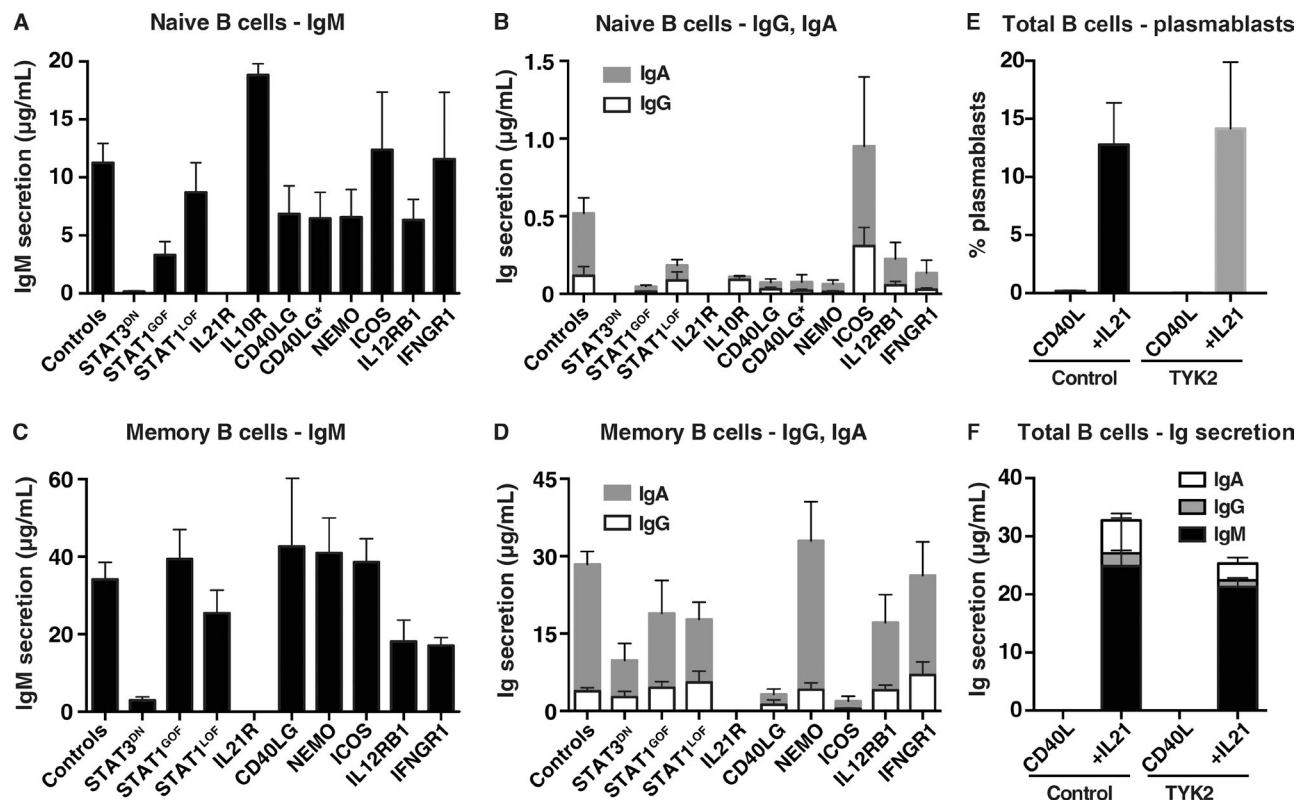 A Naive B cells - IgM
IgM secretion (µg/mL)
20
15
10
5
0
Controls
STAT3DN
STAT1GOF
STAT1LOF
IL21R
IL10R
CD40LG
CD40LG*
NEMO
ICOS
IL12RB1
IFNGR1
B Naive B cells - IgG, IgA
Ig secretion (µg/mL)
1.5
1.0
0.5
0
IgA
IgG
Controls
STAT3DN
STAT1GOF
STAT1LOF
IL21R
IL10R
CD40LG
CD40LG*
NEMO
ICOS
IL12RB1
IFNGR1
E Total B cells - plasmablasts
% plasmablasts
20
15
10
5
0
CD40L
+IL21
CD40L
+IL21
Control
TYK2
C Memory B cells - IgM
IgM secretion (µg/mL)
60
40
20
0
Controls
STAT3DN
STAT1GOF
STAT1LOF
IL21R
CD40LG
NEMO
ICOS
IL12RB1
IFNGR1
D Memory B cells - IgG, IgA
Ig secretion (µg/mL)
45
30
15
0
IgA
IgG
Controls
STAT3DN
STAT1GOF
STAT1LOF
IL21R
CD40LG
NEMO
ICOS
IL12RB1
IFNGR1
F Total B cells - Ig secretion
Ig secretion (µg/mL)
40
30
20
10
0
IgA
IgG
IgM
CD40L
+IL21
CD40L
+IL21
Control
TYK2